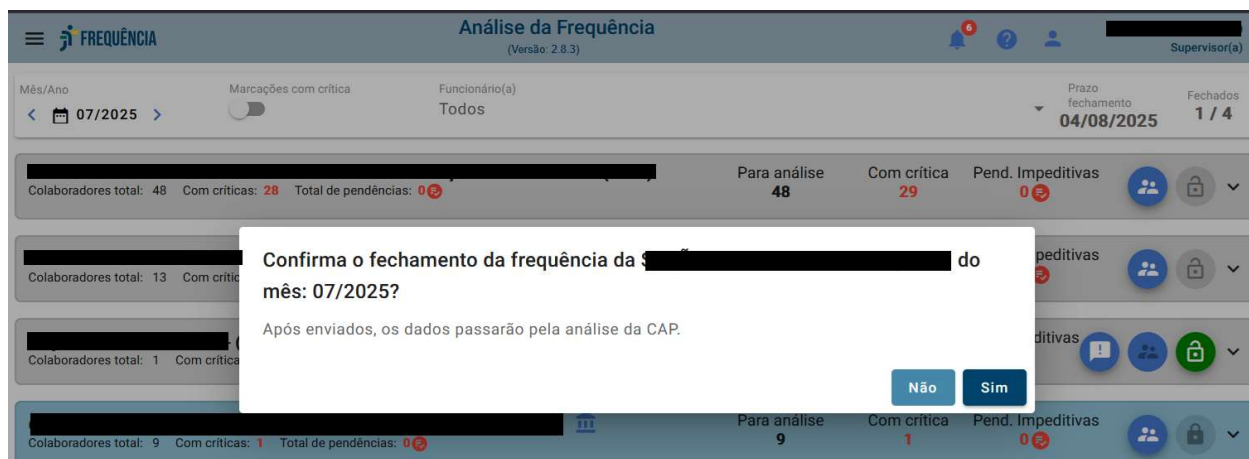 FREQUÊNCIA
Análise da Frequência
(Versão: 2.8.3)
6
Supervisor(a)
Mês/Ano
07/2025
Marcações com crítica
Funcionário(a)
Todos
Prazo fechamento
04/08/2025
Fechados
1 / 4
Colaboradores total: 48 Com críticas: 28 Total de pendências: 0
Para análise
48
Com crítica
29
Pend. Impeditivas
0
Colaboradores total: 13 Com crític
peditivas
Confirma o fechamento da frequência da do
mês: 07/2025?
Após enviados, os dados passarão pela análise da CAP.
Não
Sim
Colaboradores total: 1 Com crítica
ditivas
Colaboradores total: 9 Com críticas: 1 Total de pendências: 0
Para análise
9
Com crítica
1
Pend. Impeditivas
0